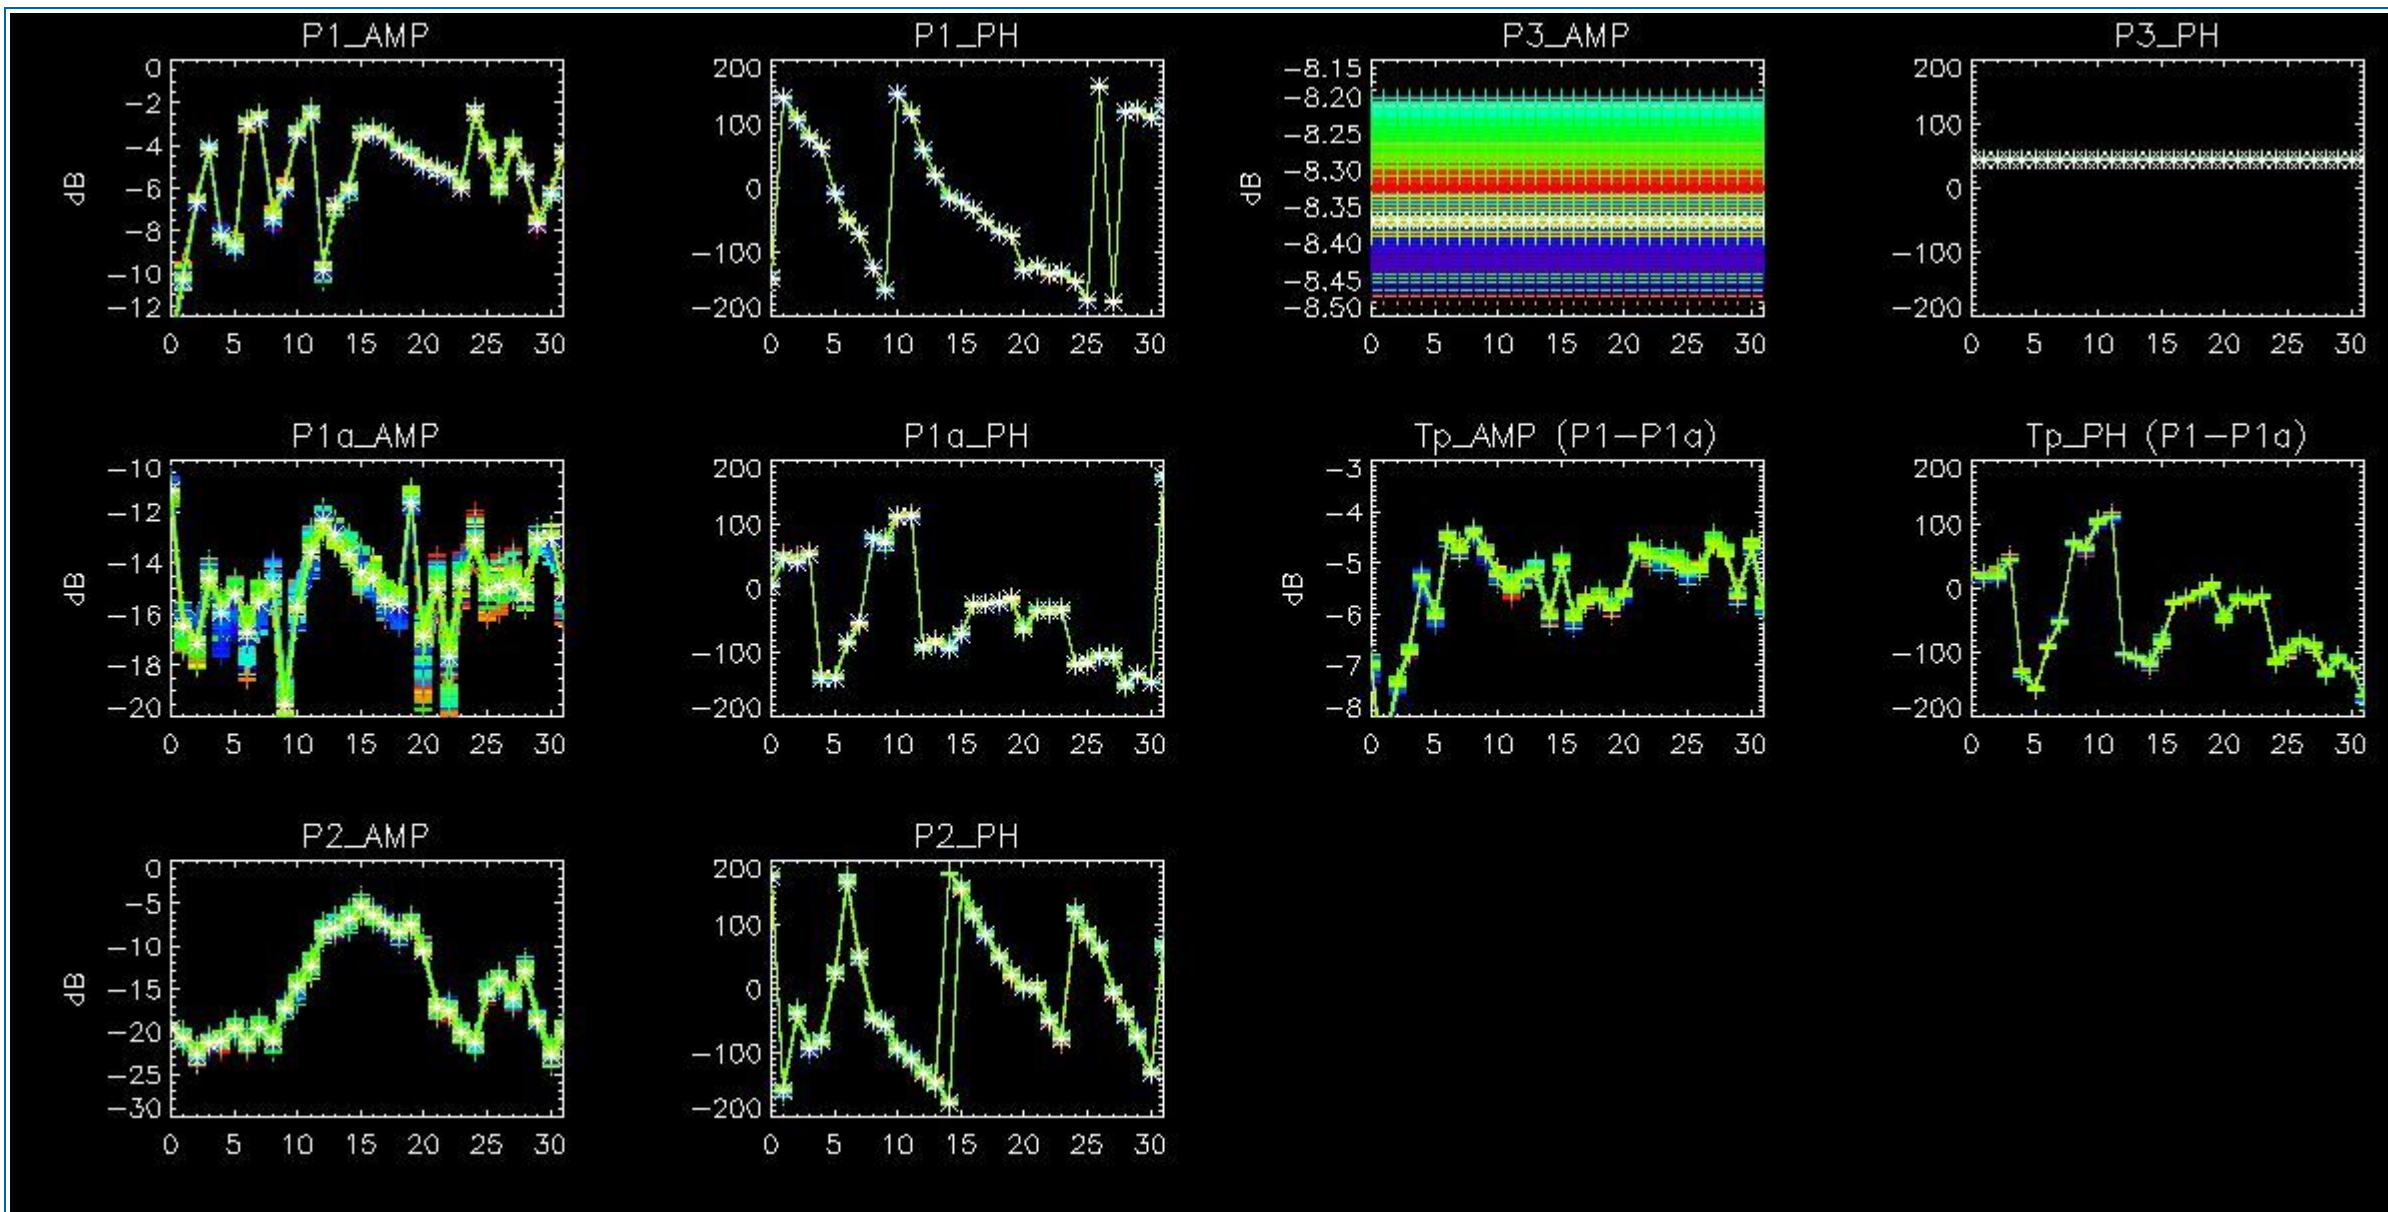 P1_AMP P1_PH P3_AMP P3_PH
0 200 −8.15 200
−2 100 −8.20 100
−4 0 −8.25 0
−6 −100 −8.30 −100
−8 −200 −8.35 −200
−10 −8.40
−12 −8.45
−8.50
dB dB
0 5 10 15 20 25 30 0 5 10 15 20 25 30 0 5 10 15 20 25 30 0 5 10 15 20 25 30
P1a_AMP P1a_PH Tp_AMP (P1−P1a) Tp_PH (P1−P1a)
−10 200 −3 200
−12 100 −4 100
−14 0 −5 0
−16 −100 −6 −100
−18 −200 −7 −200
−20 −8
dB dB
0 5 10 15 20 25 30 0 5 10 15 20 25 30 0 5 10 15 20 25 30 0 5 10 15 20 25 30
P2_AMP P2_PH
0 200
−5 100
−10 0
−15 −100
−20 −200
−25
−30
dB
0 5 10 15 20 25 30 0 5 10 15 20 25 30